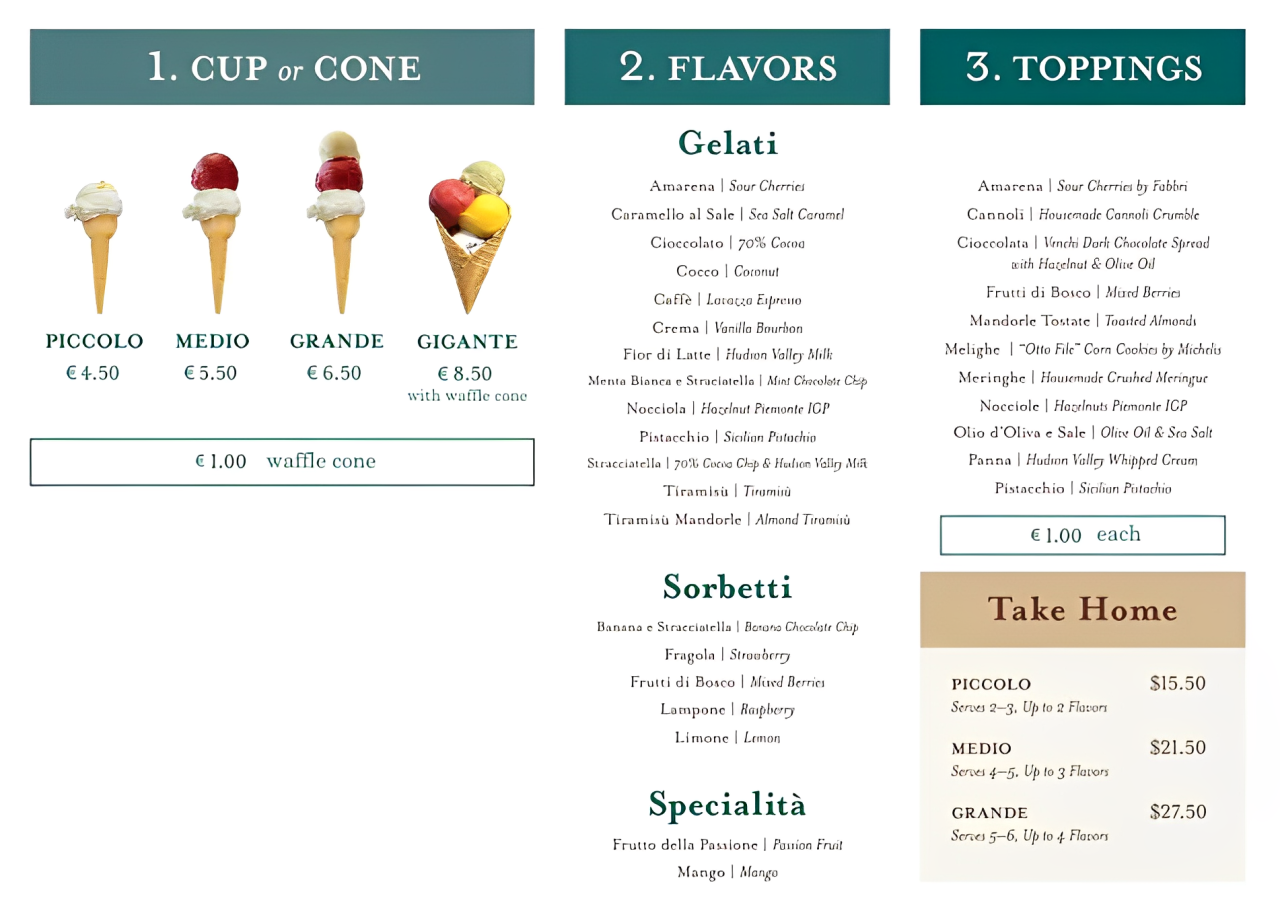 1. CUP or CONE
PICCOLO
€ 4.50
MEDIO
€ 5.50
GRANDE
€ 6.50
GIGANTE
€ 8.50
with waffle cone
€ 1.00 waffle cone
2. FLAVORS
Gelati
Amarena | Sour Cherries
Caramello al Sale | Sea Salt Caramel
Cioccolato | 70% Cocoa
Cocco | Coconut
Caffè | Lavazza Espresso
Crema | Vanilla Bourbon
Fior di Latte | Hudson Valley Milk
Menta Bianca e Straciatella | Mint Chocolate Chip
Nocciola | Hazelnut Piemonte IGP
Pistacchio | Sicilian Pistachio
Stracciatella | 70% Cocoa Chip & Hudson Valley Milk
Tiramisù | Tiramisù
Tiramisù Mandorle | Almond Tiramisù
Sorbetti
Banana e Stracciatella | Banana Chocolate Chip
Fragola | Strawberry
Frutti di Bosco | Mixed Berries
Lampone | Raspberry
Limone | Lemon
Specialità
Frutto della Passione | Passion Fruit
Mango | Mango
3. TOPPINGS
Amarena | Sour Cherries by Fabbri
Cannoli | Housemade Cannoli Crumble
Cioccolata | Venchi Dark Chocolate Spread
with Hazelnut & Olive Oil
Frutti di Bosco | Mixed Berries
Mandorle Tostate | Toasted Almonds
Melighe | "Otto File" Corn Cookies by Michelis
Meringhe | Housemade Crushed Meringue
Nocciole | Hazelnuts Piemonte IGP
Olio d'Oliva e Sale | Olive Oil & Sea Salt
Panna | Hudson Valley Whipped Cream
Pistacchio | Sicilian Pistachio
€ 1.00 each
Take Home
PICCOLO $15.50
Serves 2–3, Up to 2 Flavors
MEDIO $21.50
Serves 4–5, Up to 3 Flavors
GRANDE $27.50
Serves 5–6, Up to 4 Flavors